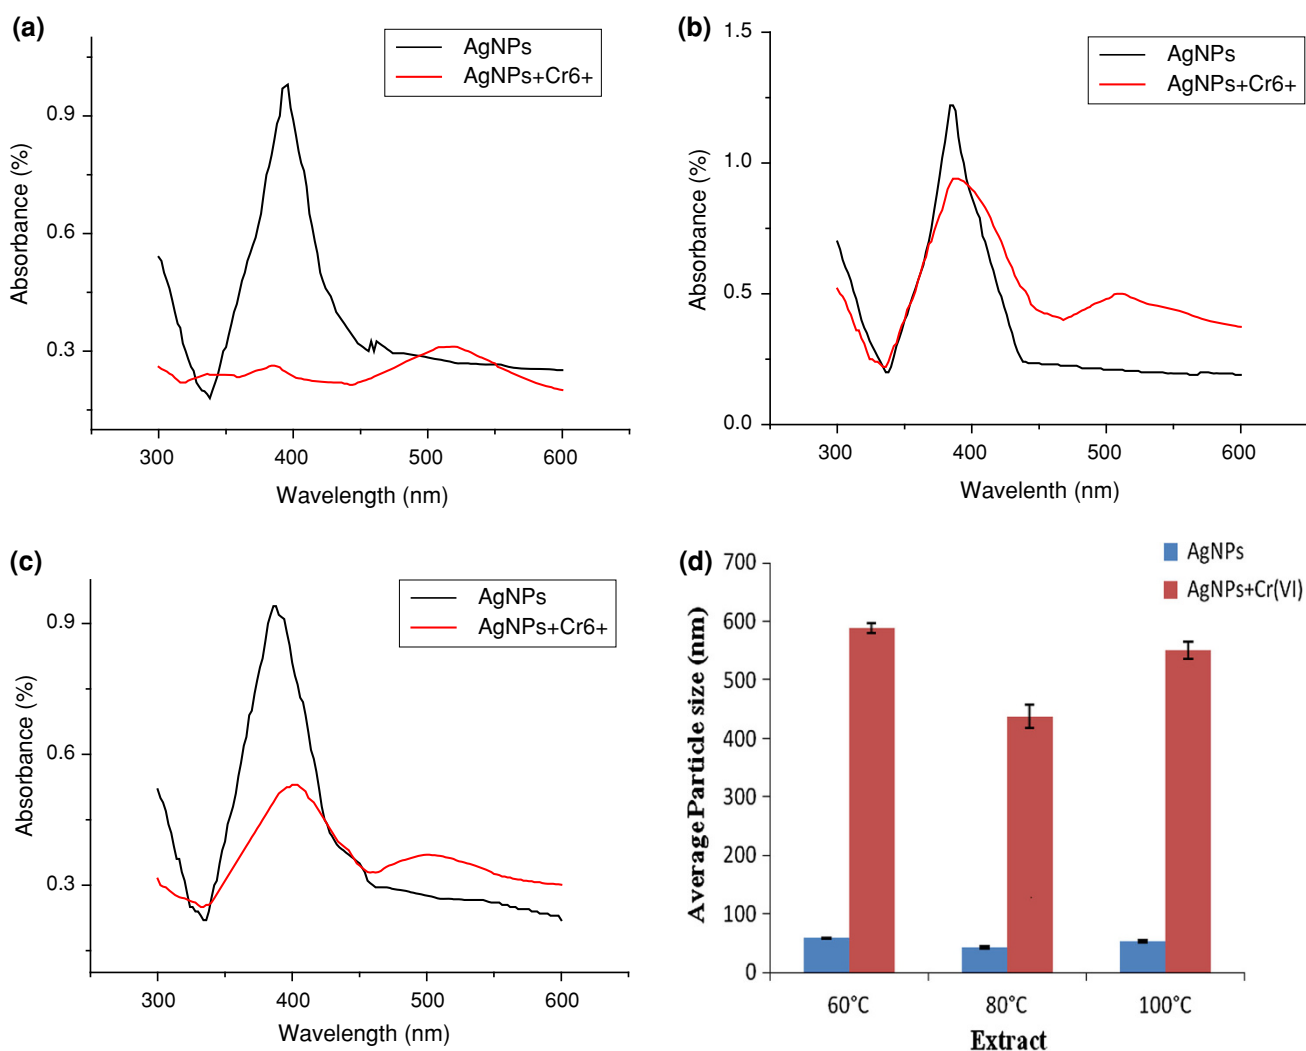 (a)
AgNPs
AgNPs+Cr6+
0.9
0.6
0.3
Absorbance (%)
300 400 500 600
Wavelength (nm)
(b)
AgNPs
AgNPs+Cr6+
1.5
1.0
0.5
0.0
Absorbance (%)
300 400 500 600
Wavelenth (nm)
(c)
AgNPs
AgNPs+Cr6+
0.9
0.6
0.3
Absorbance (%)
300 400 500 600
Wavelength (nm)
(d)
AgNPs
AgNPs+Cr(VI)
700
600
500
400
300
200
100
0
Average Particle size (nm)
60°C 80°C 100°C
Extract